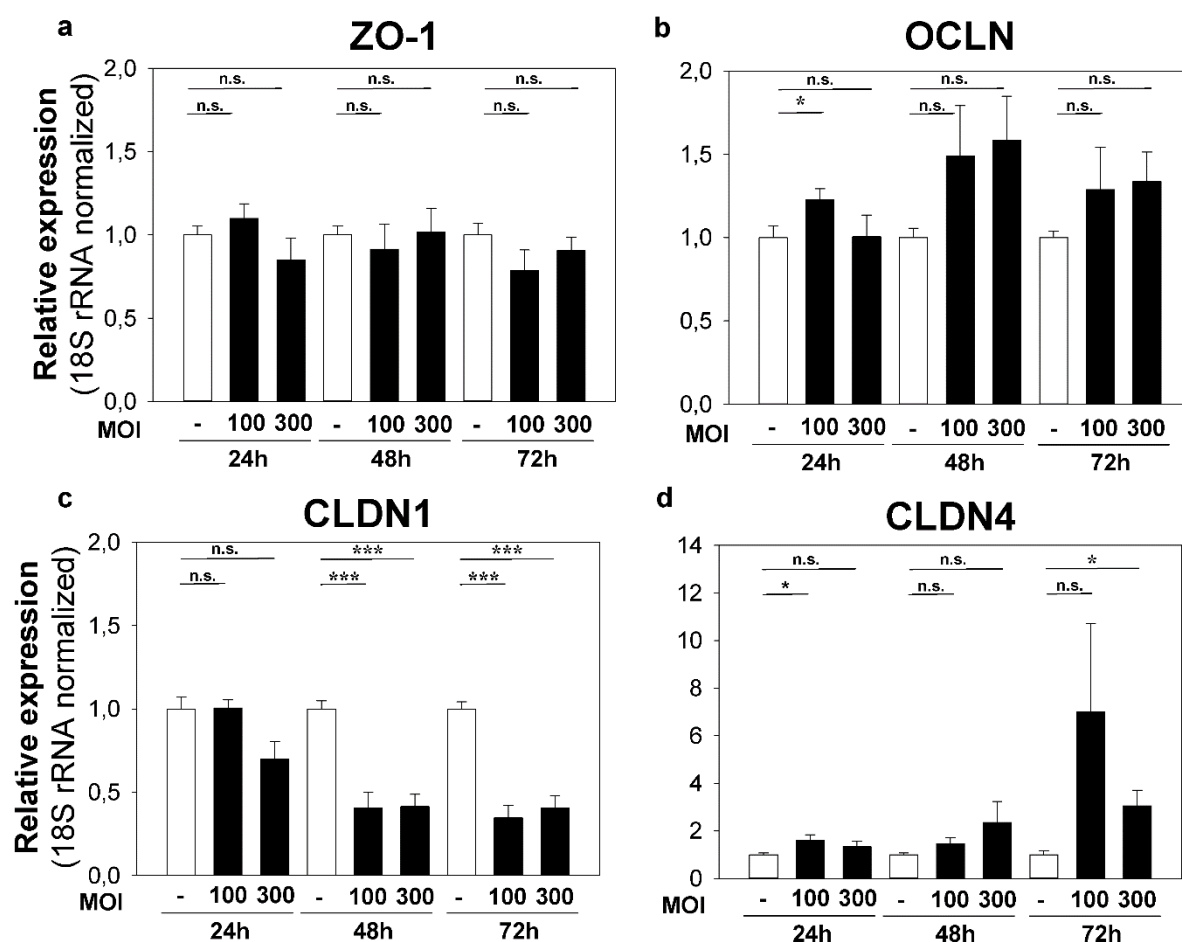 a
ZO-1
Relative expression
(18S rRNA normalized)
2,0
1,5
1,0
0,5
0,0
n.s. n.s. n.s.
n.s. n.s. n.s.
MOI - 100 300 - 100 300 - 100 300
24h 48h 72h
b
OCLN
2,0
1,5
1,0
0,5
0,0
n.s. n.s. n.s.
* n.s. n.s.
MOI - 100 300 - 100 300 - 100 300
24h 48h 72h
c
CLDN1
Relative expression
(18S rRNA normalized)
2,0
1,5
1,0
0,5
0,0
n.s. *** ***
n.s. *** ***
MOI - 100 300 - 100 300 - 100 300
24h 48h 72h
d
CLDN4
14
12
10
8
6
4
2
0
n.s. n.s. *
* n.s. n.s.
MOI - 100 300 - 100 300 - 100 300
24h 48h 72h